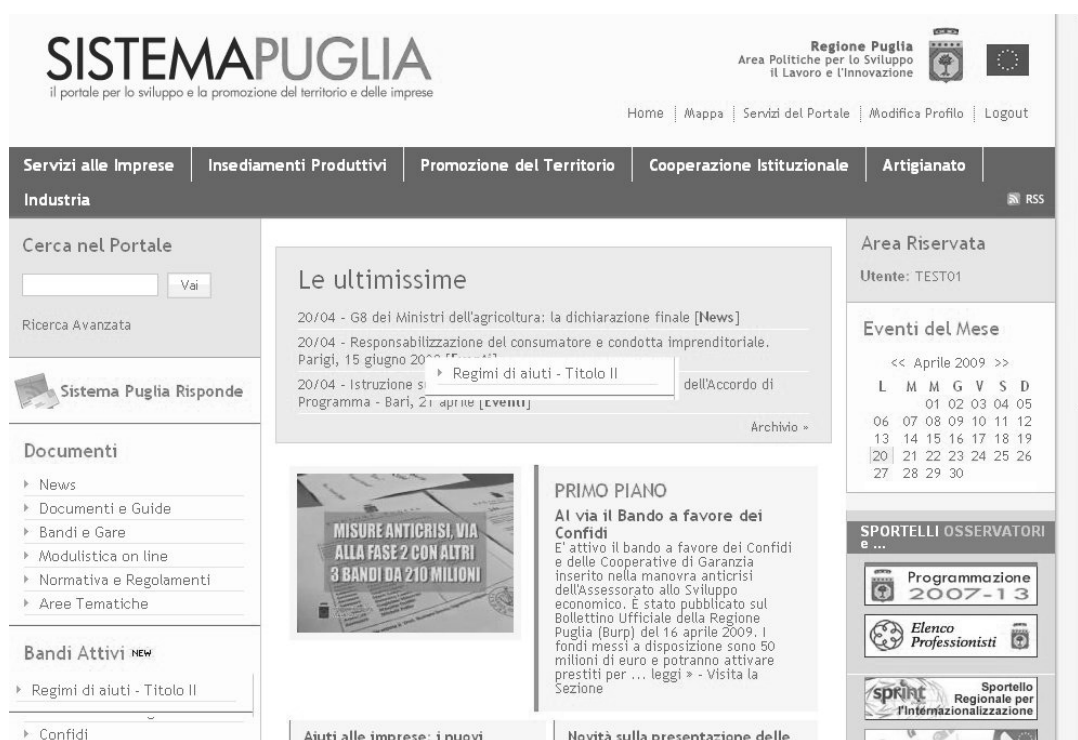 SISTEMAPUGLIA
il portale per lo sviluppo e la promozione del territorio e delle imprese
Regione Puglia
Area Politiche per lo Sviluppo
il Lavoro e l'Innovazione
Home
Mappa
Servizi del Portale
Modifica Profilo
Logout
Servizi alle Imprese
Insediamenti Produttivi
Promozione del Territorio
Cooperazione Istituzionale
Artigianato
Industria
RSS
Cerca nel Portale
Vai
Ricerca Avanzata
Sistema Puglia Risponde
Documenti
News
Documenti e Guide
Bandi e Gare
Modulistica on line
Normativa e Regolamenti
Aree Tematiche
Bandi Attivi NEW
Regimi di aiuti - Titolo II
Confidi
Le ultimissime
20/04 - G8 dei Ministri dell'agricoltura: la dichiarazione finale [News]
20/04 - Responsabilizzazione del consumatore e condotta imprenditoriale.
Parigi, 15 giugno
Regimi di aiuti - Titolo II
20/04 - Istruzione dell'Accordo di
Programma - Bari, 21 aprile [Eventi]
Archivio »
MISURE ANTICRISI, VIA
ALLA FASE 2 CON ALTRI
3 BANDI DA 210 MILIONI
PRIMO PIANO
Al via il Bando a favore dei
Confidi
E' attivo il bando a favore dei Confidi
e delle Cooperative di Garanzia
inserito nella manovra anticrisi
dell'Assessorato allo Sviluppo
economico. È stato pubblicato sul
Bollettino Ufficiale della Regione
Puglia (Burp) del 16 aprile 2009. I
fondi messi a disposizione sono 50
milioni di euro e potranno attivare
prestiti per ... leggi » - Visita la
Sezione
Aiuti alle imprese: i nuovi
Novità sulla presentazione delle
Area Riservata
Utente: TEST01
Eventi del Mese
<< Aprile 2009 >>
L M M G V S D
01 02 03 04 05
06 07 08 09 10 11 12
13 14 15 16 17 18 19
20 21 22 23 24 25 26
27 28 29 30
SPORTELLI OSSERVATORI
e ...
Programmazione
2007-13
Elenco
Professionisti
sprint
Sportello
Regionale per
l'Internazionalizzazione